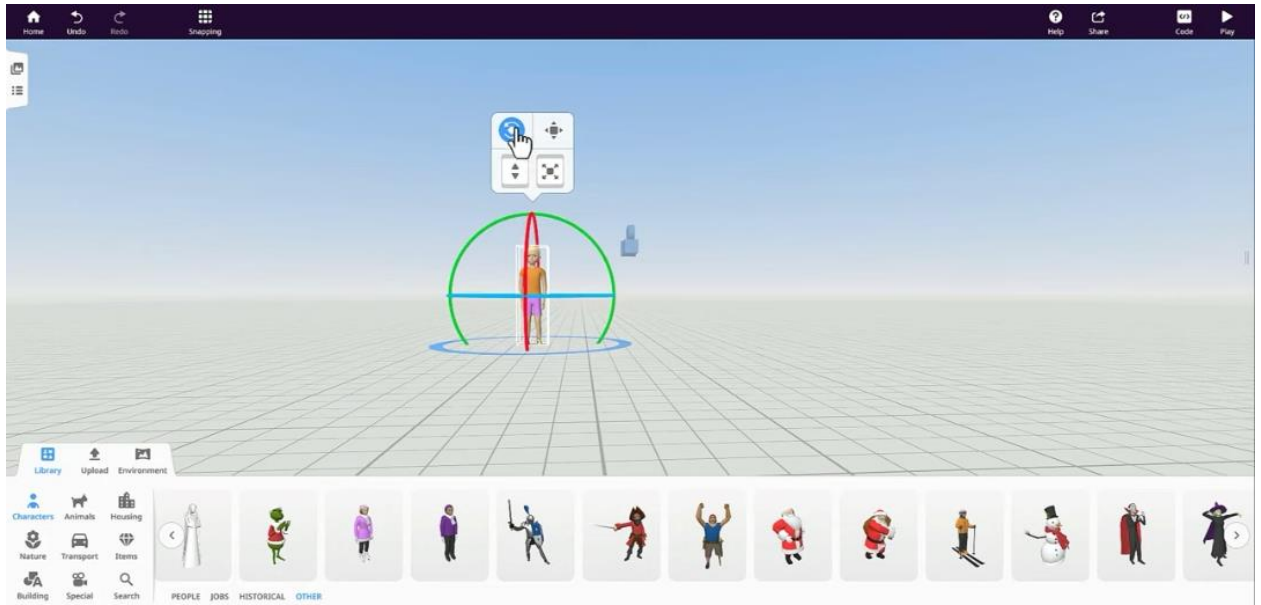 Home Undo Redo Snapping Help Share Code Play
Library Upload Environment
Characters Animals Housing
Nature Transport Items
Building Special Search PEOPLE JOBS HISTORICAL OTHER